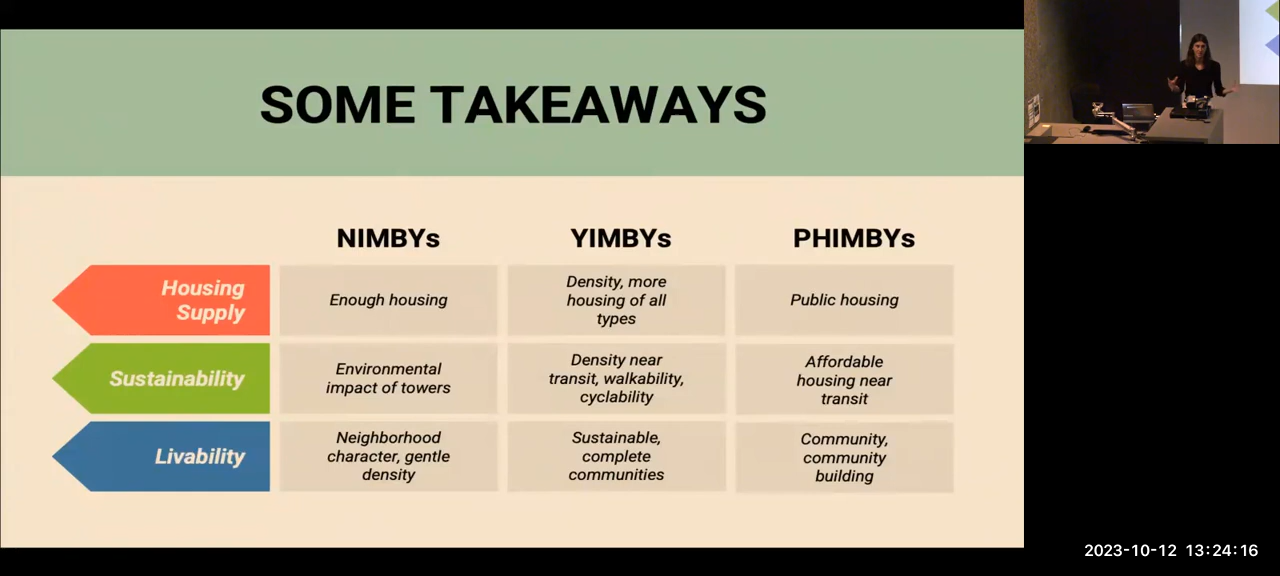 SOME TAKEAWAYS
NIMBYs
YIMBYs
PHIMBYs
Housing
Supply
Enough housing
Density, more
housing of all
types
Public housing
Sustainability
Environmental
impact of towers
Density near
transit, walkability,
cyclability
Affordable
housing near
transit
Livability
Neighborhood
character, gentle
density
Sustainable,
complete
communities
Community,
community
building
2023-10-12 13:24:16